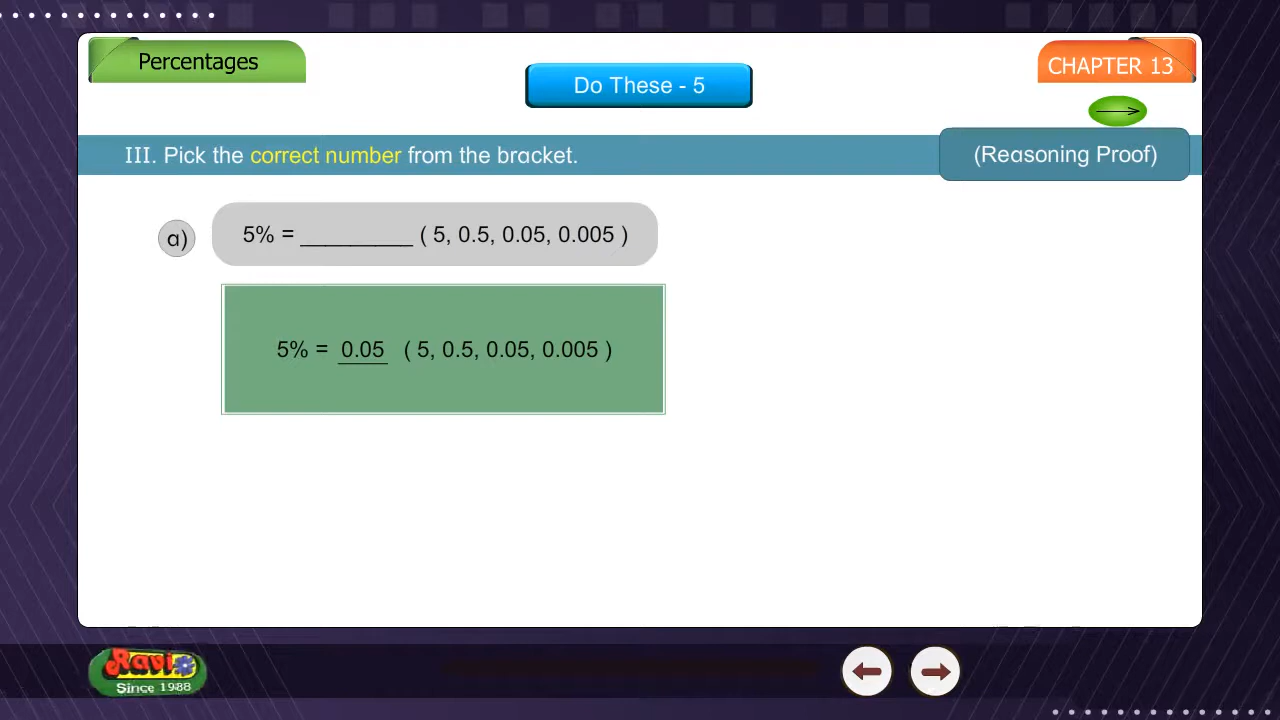 Percentages
CHAPTER 13
Do These - 5
III. Pick the correct number from the bracket.
(Reasoning Proof)
a)
5% = __________ ( 5, 0.5, 0.05, 0.005 )
5% = 0.05 ( 5, 0.5, 0.05, 0.005 )
Ravi
Since 1988